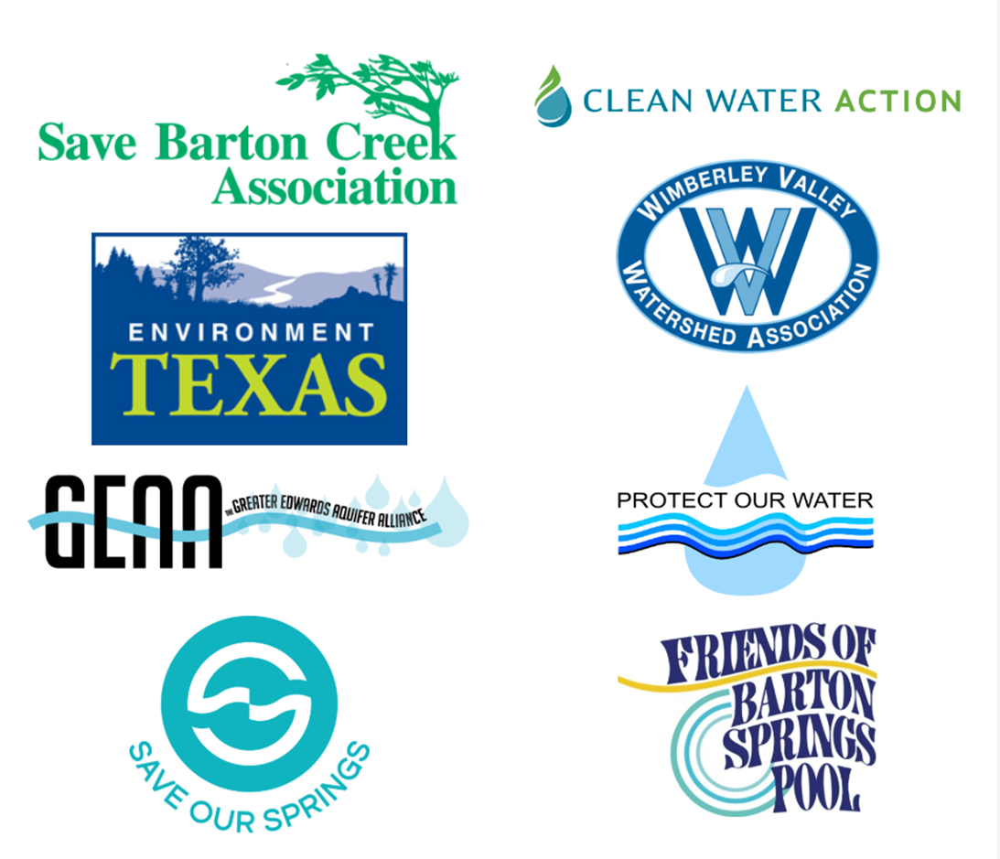 Save Barton Creek
Association
CLEAN WATER ACTION
WIMBERLEY VALLEY
W
WATERSHED ASSOCIATION
ENVIRONMENT
TEXAS
GEAA
THE GREATER EDWARDS AQUIFER ALLIANCE
PROTECT OUR WATER
SAVE OUR SPRINGS
FRIENDS OF
BARTON
SPRINGS
POOL